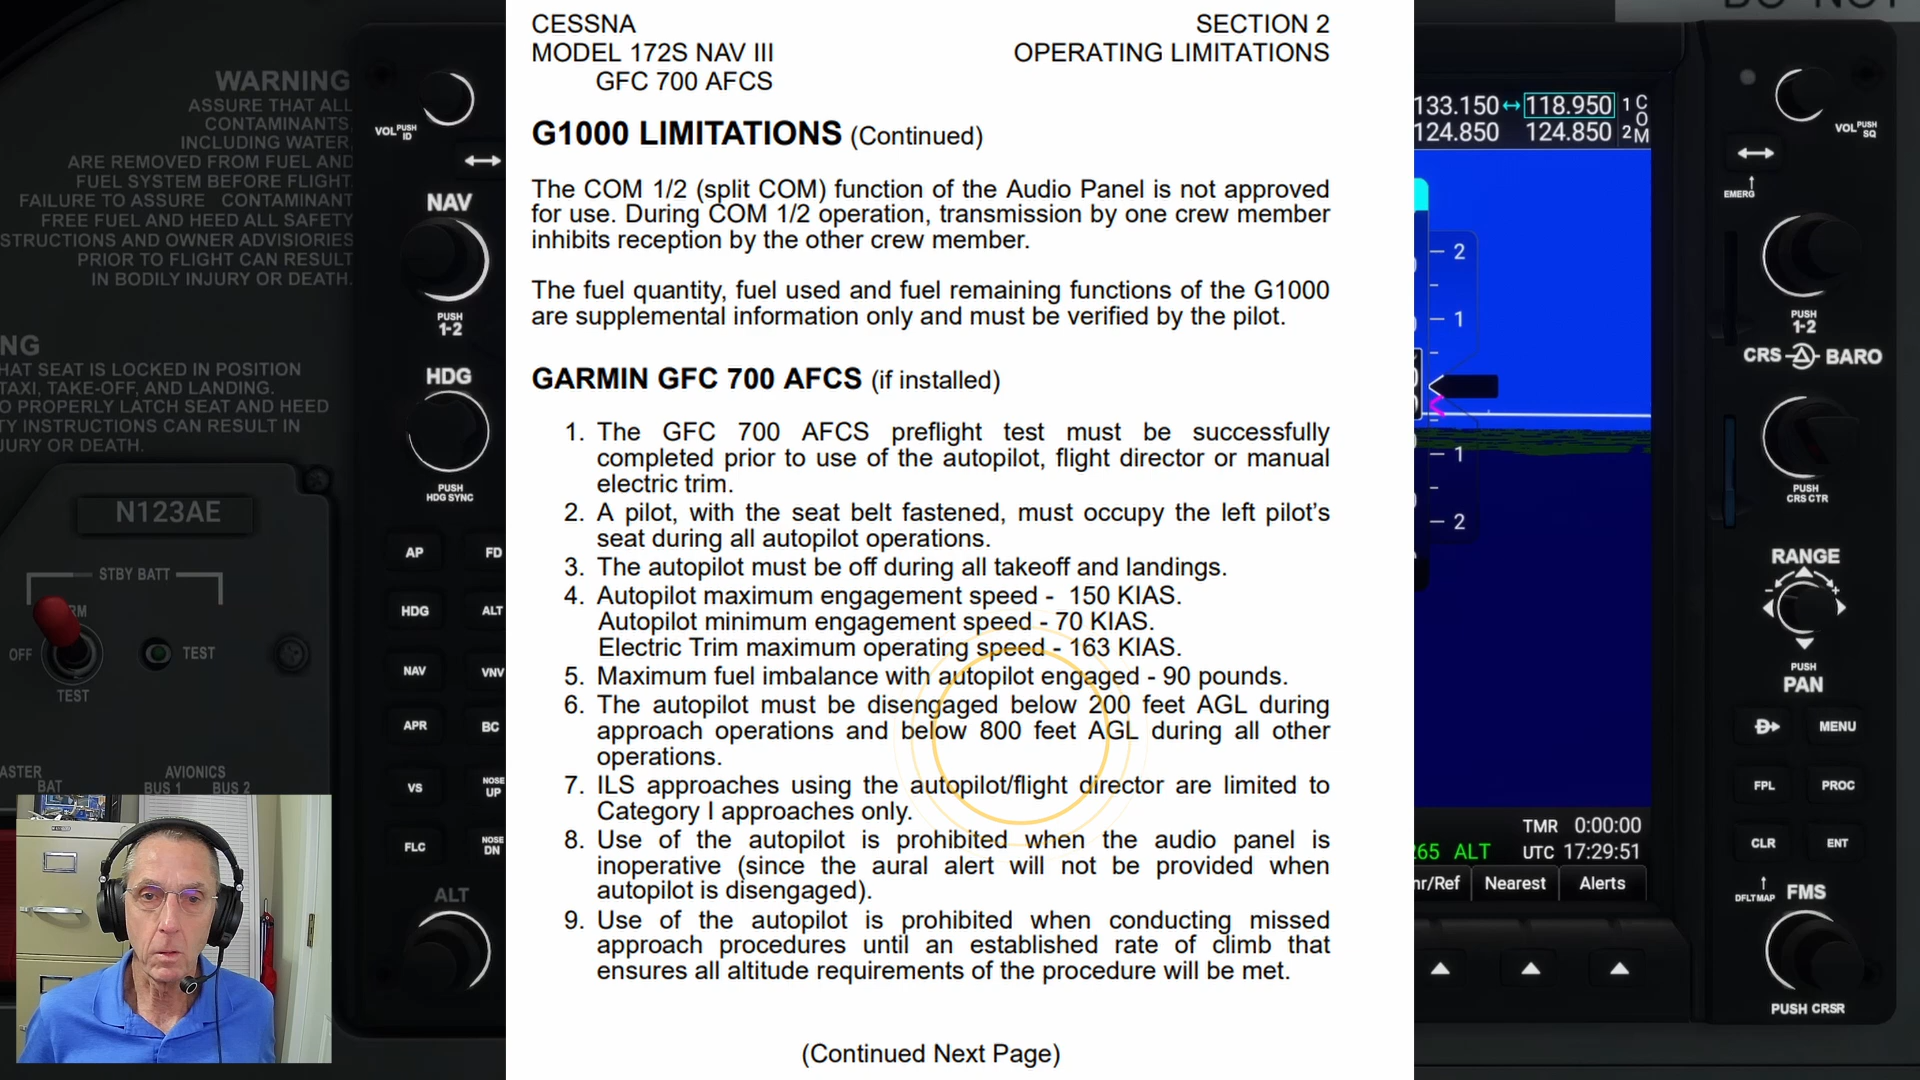 DO NOT
WARNING
ASSURE THAT ALL
CONTAMINANTS,
INCLUDING WATER,
ARE REMOVED FROM FUEL AND
FUEL SYSTEM BEFORE FLIGHT.
FAILURE TO ASSURE CONTAMINANT
FREE FUEL AND HEED ALL SAFETY
STRUCTIONS AND OWNER ADVISIORIES
PRIOR TO FLIGHT CAN RESULT
IN BODILY INJURY OR DEATH.
NG
HAT SEAT IS LOCKED IN POSITION
TAXI, TAKE-OFF, AND LANDING.
O PROPERLY LATCH SEAT AND HEED
TY INSTRUCTIONS CAN RESULT IN
JURY OR DEATH.
N123AE
STBY BATT
RM
OFF
TEST
TEST
ASTER
BAT
AVIONICS
BUS 1 BUS 2
VOL PUSH ID
NAV
PUSH
1-2
HDG
PUSH
HDG SYNC
AP FD
HDG ALT
NAV VNV
APR BC
VS NOSE UP
FLC NOSE DN
ALT
CESSNA SECTION 2
MODEL 172S NAV III OPERATING LIMITATIONS
GFC 700 AFCS
G1000 LIMITATIONS (Continued)
The COM 1/2 (split COM) function of the Audio Panel is not approved
for use. During COM 1/2 operation, transmission by one crew member
inhibits reception by the other crew member.
The fuel quantity, fuel used and fuel remaining functions of the G1000
are supplemental information only and must be verified by the pilot.
GARMIN GFC 700 AFCS (if installed)
1. The GFC 700 AFCS preflight test must be successfully
completed prior to use of the autopilot, flight director or manual
electric trim.
2. A pilot, with the seat belt fastened, must occupy the left pilot's
seat during all autopilot operations.
3. The autopilot must be off during all takeoff and landings.
4. Autopilot maximum engagement speed - 150 KIAS.
Autopilot minimum engagement speed - 70 KIAS.
Electric Trim maximum operating speed - 163 KIAS.
5. Maximum fuel imbalance with autopilot engaged - 90 pounds.
6. The autopilot must be disengaged below 200 feet AGL during
approach operations and below 800 feet AGL during all other
operations.
7. ILS approaches using the autopilot/flight director are limited to
Category I approaches only.
8. Use of the autopilot is prohibited when the audio panel is
inoperative (since the aural alert will not be provided when
autopilot is disengaged).
9. Use of the autopilot is prohibited when conducting missed
approach procedures until an established rate of climb that
ensures all altitude requirements of the procedure will be met.
(Continued Next Page)
133.150 ↔ 118.950 1 COM
124.850 124.850 2
2
1
1
2
TMR 0:00:00
265 ALT UTC 17:29:51
mr/Ref Nearest Alerts
VOL PUSH SQ
EMERG
PUSH
1-2
CRS BARO
PUSH
CRS CTR
RANGE
- +
PUSH
PAN
D MENU
FPL PROC
CLR ENT
DFLT MAP FMS
PUSH CRSR